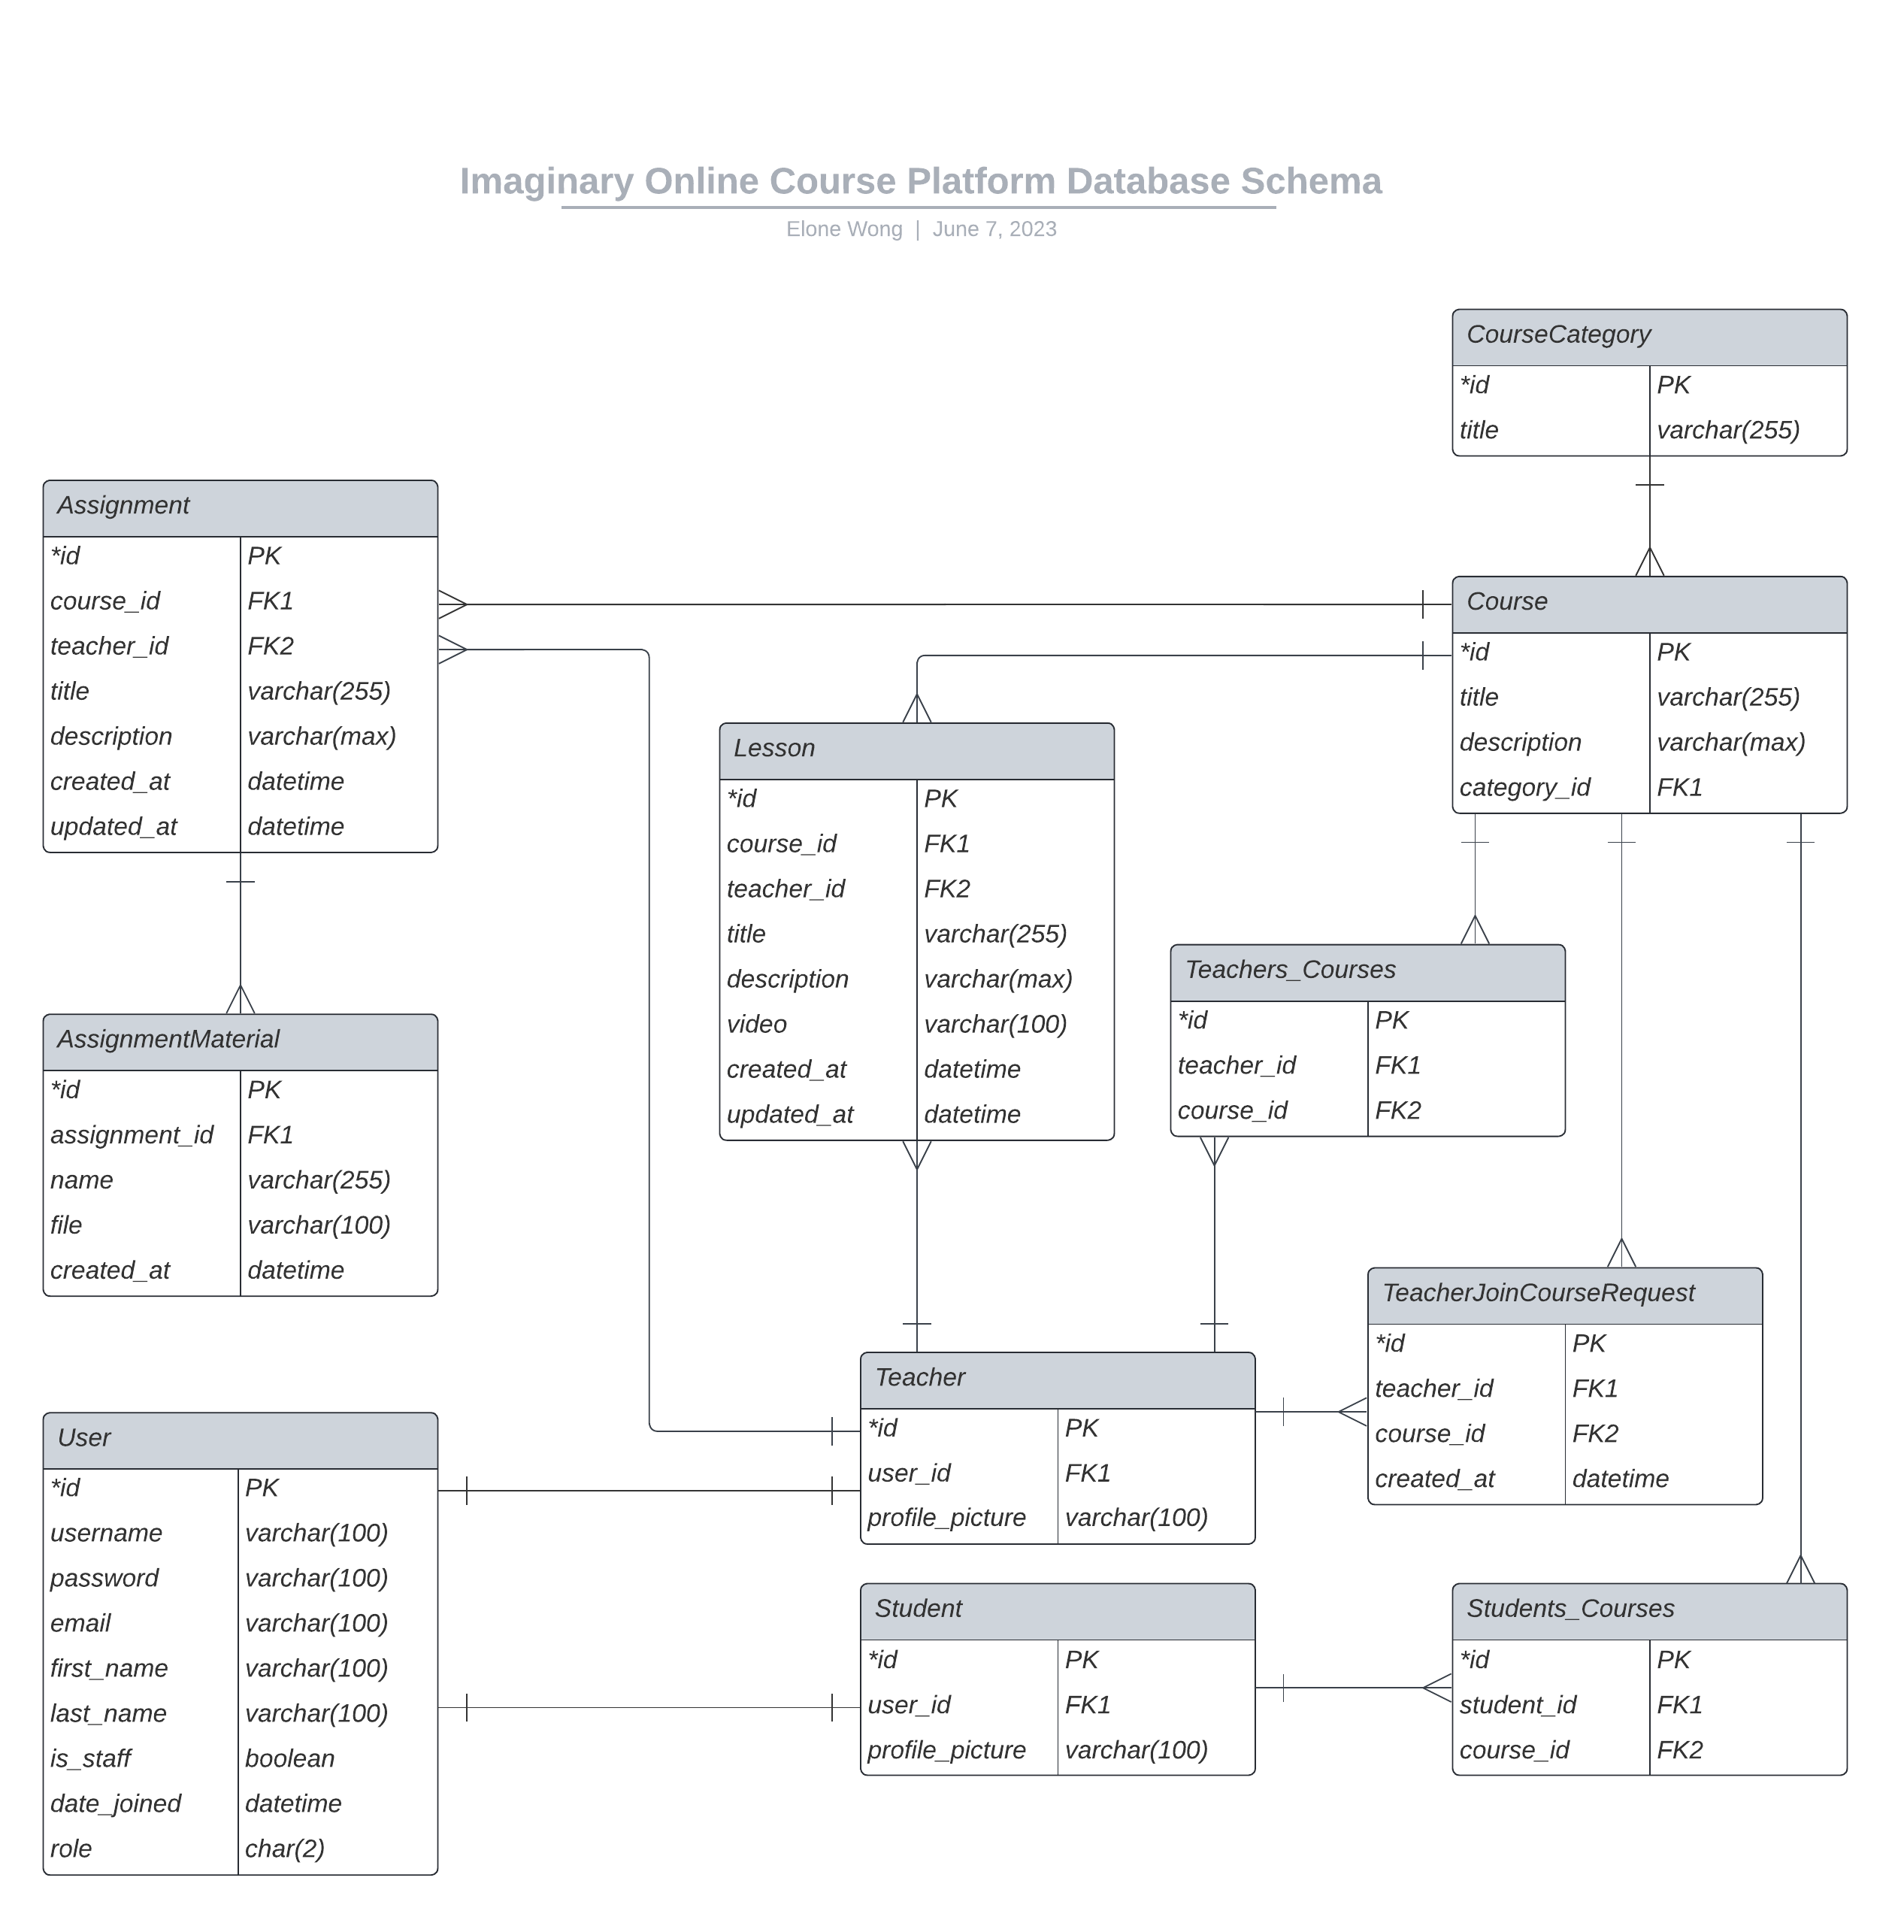 Imaginary Online Course Platform Database Schema
Elone Wong | June 7, 2023
CourseCategory
*id PK
title varchar(255)
Assignment
*id PK
course_id FK1
teacher_id FK2
title varchar(255)
description varchar(max)
created_at datetime
updated_at datetime
Course
*id PK
title varchar(255)
description varchar(max)
category_id FK1
Lesson
*id PK
course_id FK1
teacher_id FK2
title varchar(255)
description varchar(max)
video varchar(100)
created_at datetime
updated_at datetime
Teachers_Courses
*id PK
teacher_id FK1
course_id FK2
AssignmentMaterial
*id PK
assignment_id FK1
name varchar(255)
file varchar(100)
created_at datetime
TeacherJoinCourseRequest
*id PK
teacher_id FK1
course_id FK2
created_at datetime
Teacher
*id PK
user_id FK1
profile_picture varchar(100)
User
*id PK
username varchar(100)
password varchar(100)
email varchar(100)
first_name varchar(100)
last_name varchar(100)
is_staff boolean
date_joined datetime
role char(2)
Student
*id PK
user_id FK1
profile_picture varchar(100)
Students_Courses
*id PK
student_id FK1
course_id FK2